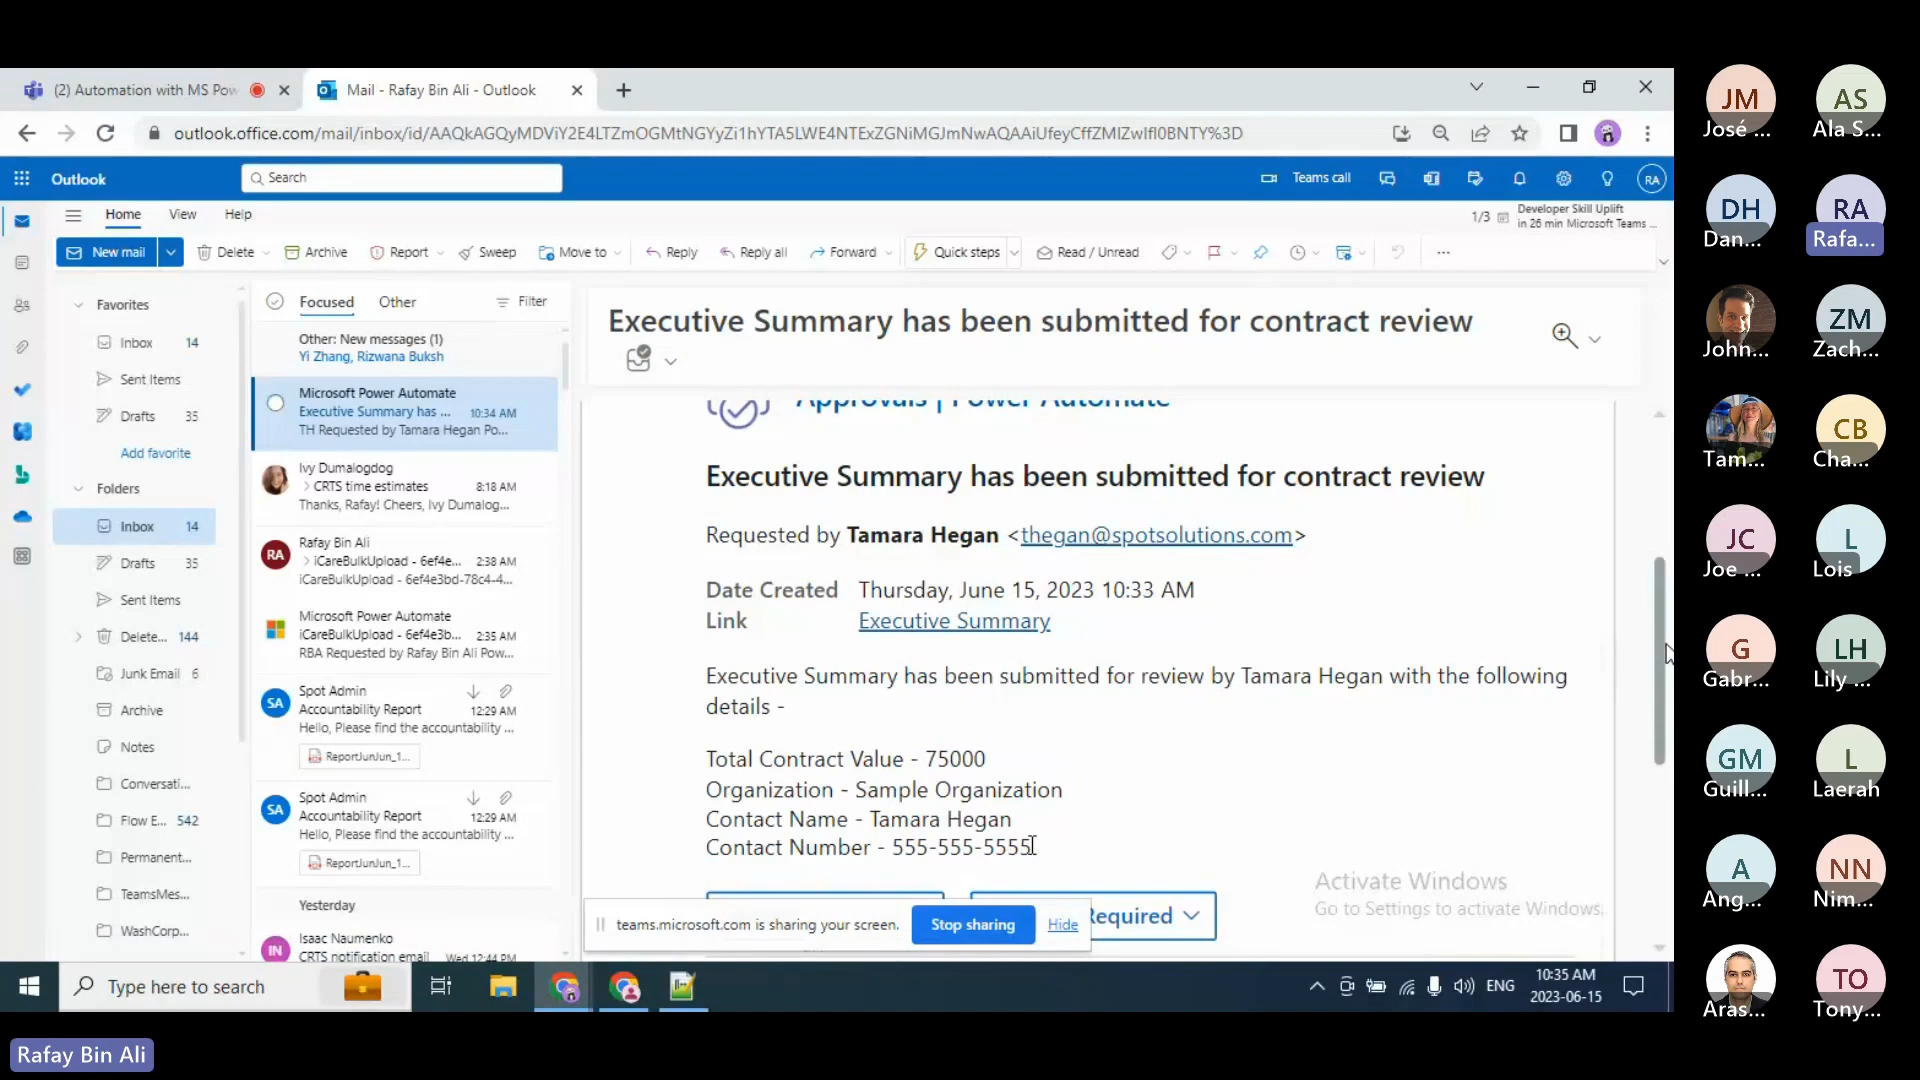 (2) Automation with MS Pow
Mail - Rafay Bin Ali - Outlook
outlook.office.com/mail/inbox/id/AAQkAGQyMDViY2E4LTZmOGMtNGYyZi1hYTA5LWE4NTExZGNiMGJmNwAQAAiUfeyCffZMIZwIfl0BNTY%3D
Outlook
Search
Teams call
RA
Home
View
Help
1/3
Developer Skill Uplift
in 26 min Microsoft Teams ...
New mail
Delete
Archive
Report
Sweep
Move to
Reply
Reply all
Forward
Quick steps
Read / Unread
...
Favorites
Inbox 14
Sent Items
Drafts 35
Add favorite
Folders
Inbox 14
Drafts 35
Sent Items
Delete... 144
Junk Email 6
Archive
Notes
Conversati...
Flow E... 542
Permanent...
TeamsMes...
WashCorp...
Focused
Other
Filter
Other: New messages (1)
Yi Zhang, Rizwana Buksh
Microsoft Power Automate
Executive Summary has ... 10:34 AM
TH Requested by Tamara Hegan Po...
Ivy Dumalogdog
CRTS time estimates 8:18 AM
Thanks, Rafay! Cheers, Ivy Dumalog...
RA
Rafay Bin Ali
iCareBulkUpload - 6ef4e... 2:38 AM
iCareBulkUpload - 6ef4e3bd-78c4-4...
Microsoft Power Automate
iCareBulkUpload - 6ef4e3b... 2:35 AM
RBA Requested by Rafay Bin Ali Pow...
SA
Spot Admin
Accountability Report 12:29 AM
Hello, Please find the accountability ...
ReportJunJun_1...
SA
Spot Admin
Accountability Report 12:29 AM
Hello, Please find the accountability ...
ReportJunJun_1...
Yesterday
IN
Isaac Naumenko
CRTS notification email Wed 12:44 PM
Executive Summary has been submitted for contract review
Approvals | Power Automate
Executive Summary has been submitted for contract review
Requested by Tamara Hegan <thegan@spotsolutions.com>
Date Created Thursday, June 15, 2023 10:33 AM
Link Executive Summary
Executive Summary has been submitted for review by Tamara Hegan with the following
details -
Total Contract Value - 75000
Organization - Sample Organization
Contact Name - Tamara Hegan
Contact Number - 555-555-5555
Required
Activate Windows
Go to Settings to activate Windows.
teams.microsoft.com is sharing your screen.
Stop sharing
Hide
Type here to search
ENG
10:35 AM
2023-06-15
Rafay Bin Ali
JM
José ...
AS
Ala S...
DH
Dan...
RA
Rafa...
John...
ZM
Zach...
Tam...
CB
Cha...
JC
Joe ...
L
Lois
G
Gabr...
LH
Lily ...
GM
Guill...
L
Laerah
A
Ang...
NN
Nim...
Aras...
TO
Tony...